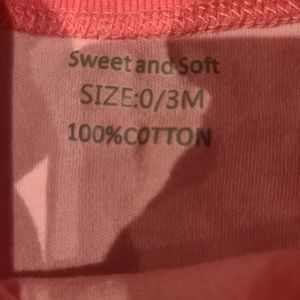 Sweet and Soft
SIZE:0/3M
100%COTTON